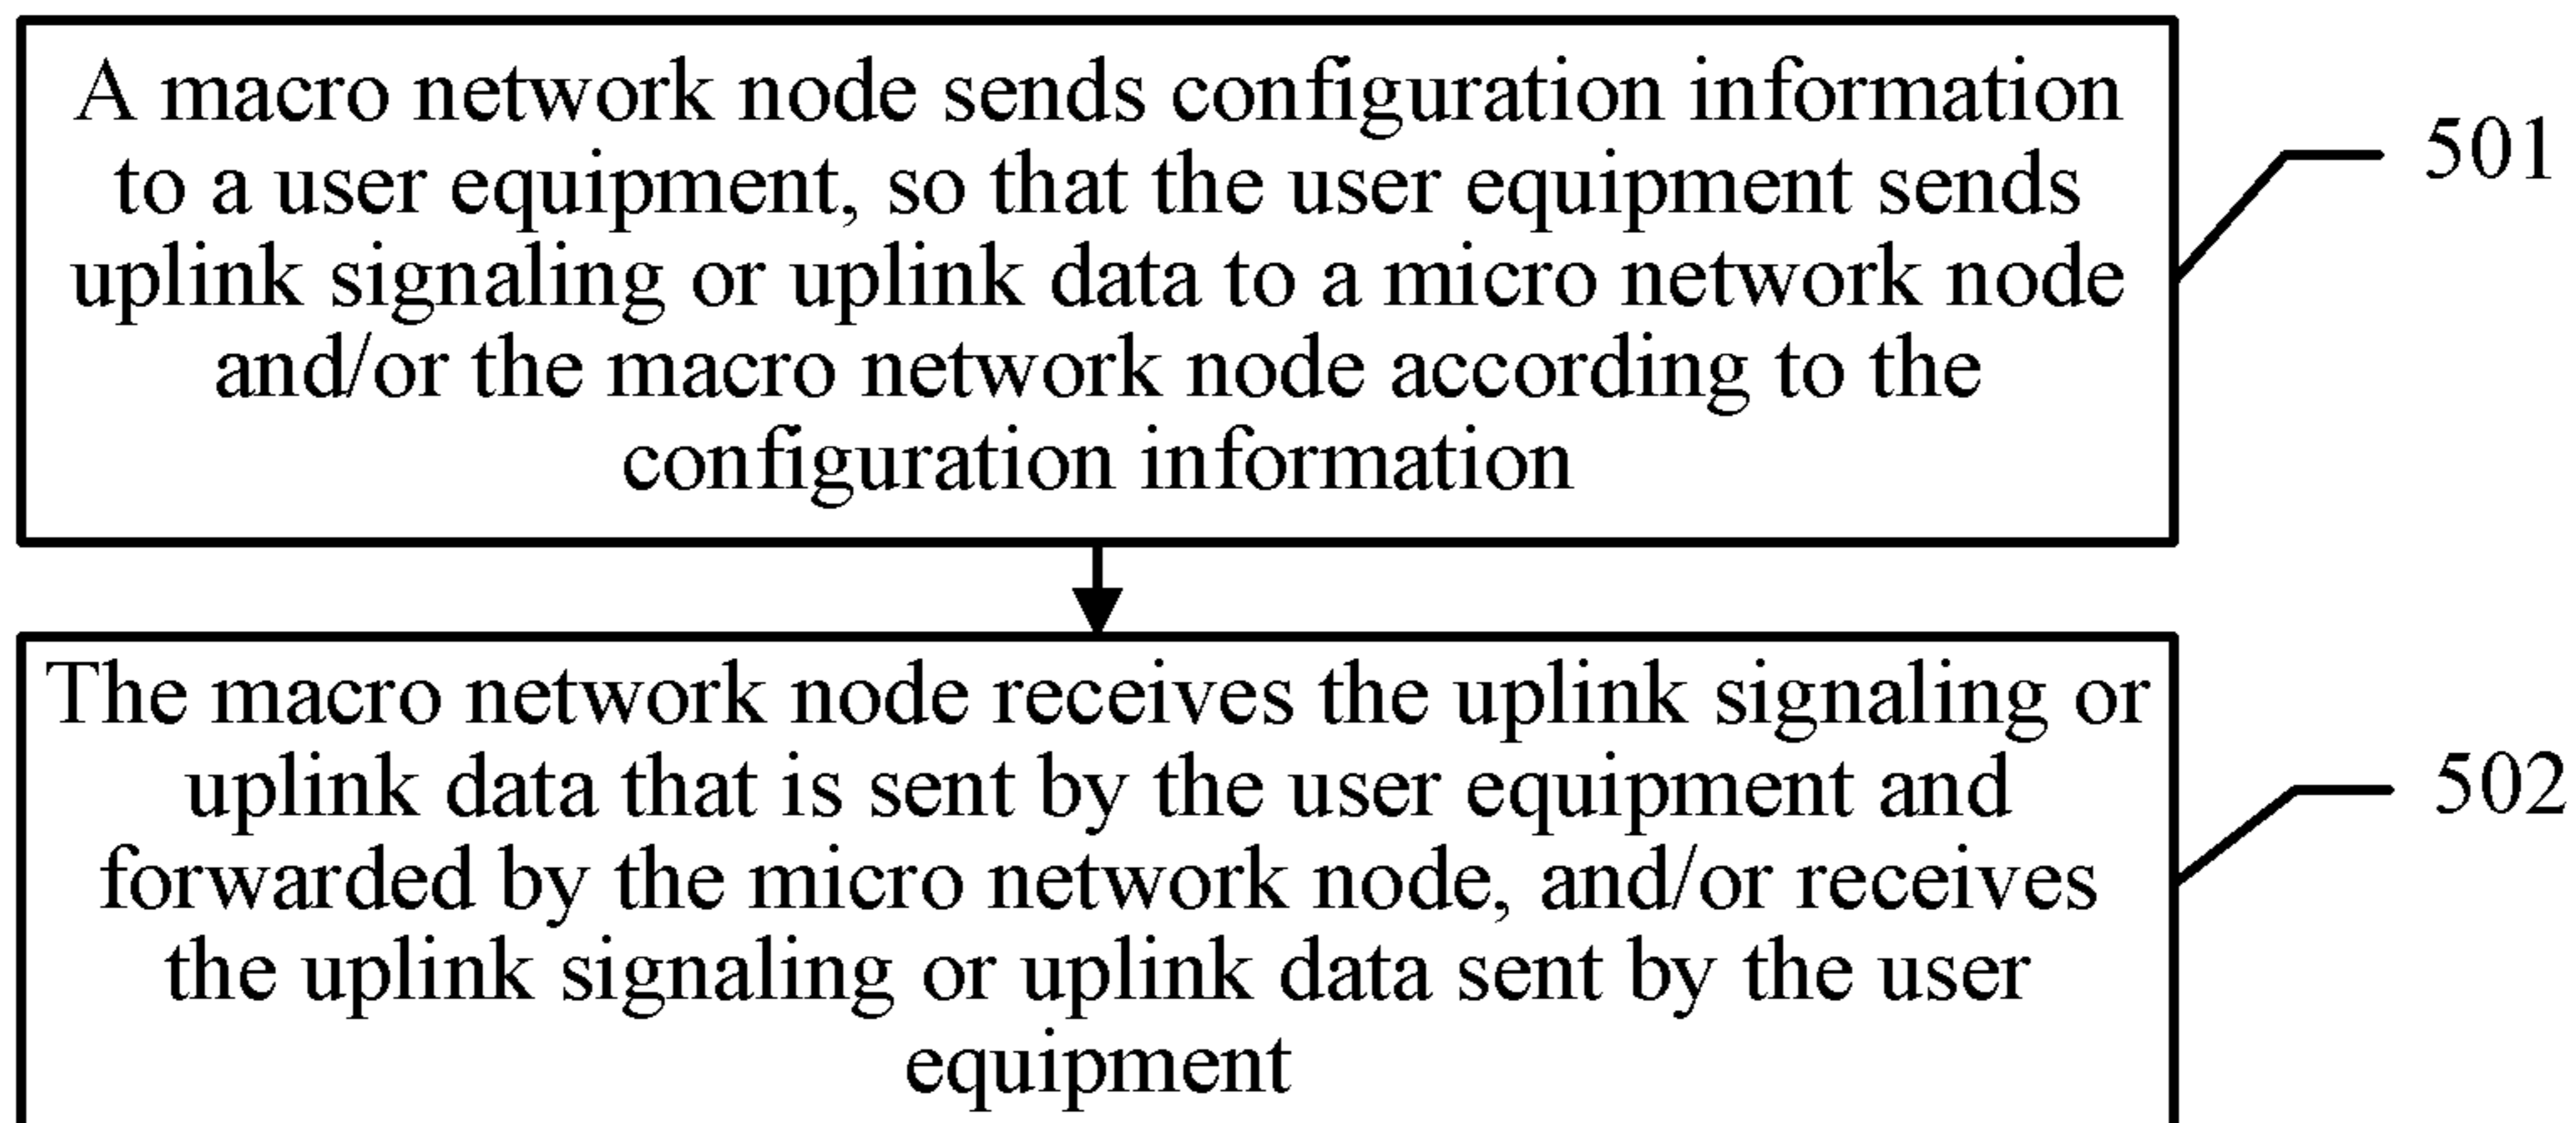 A macro network node sends configuration information
to a user equipment, so that the user equipment sends
uplink signaling or uplink data to a micro network node
and/or the macro network node according to the
configuration information
501
The macro network node receives the uplink signaling or
uplink data that is sent by the user equipment and
forwarded by the micro network node, and/or receives
the uplink signaling or uplink data sent by the user
equipment
502